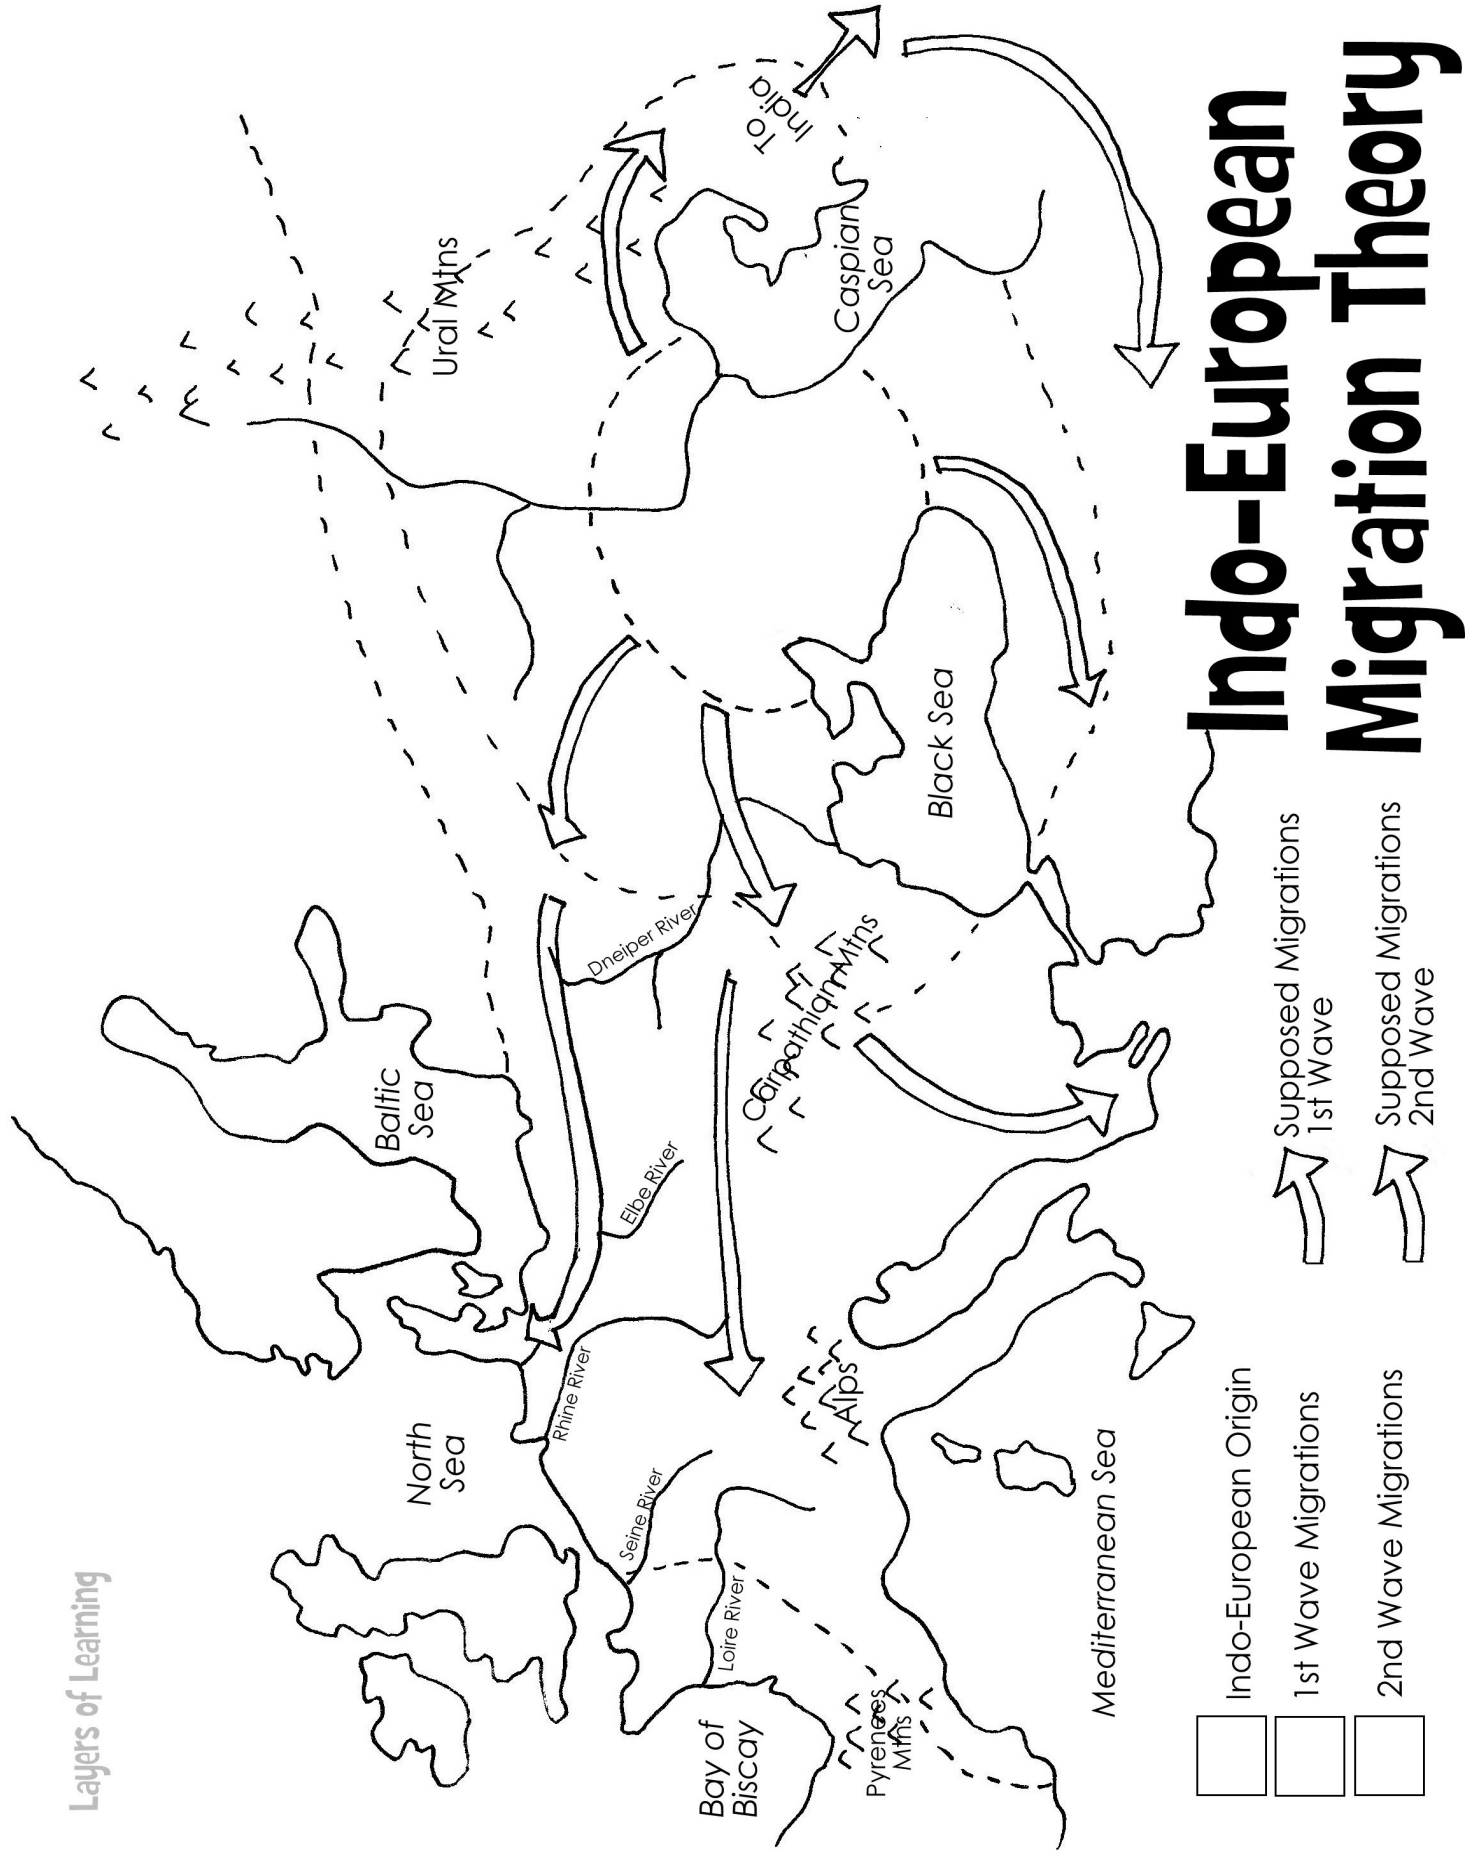 Layers of Learning
North
Sea
Baltic
Sea
Ural Mtns
To
India
Caspian
Sea
Black Sea
Dneiper River
Carpathian Mtns
Elbe River
Rhine River
Seine River
Loire River
Alps
Bay of
Biscay
Pyrenees
Mtns
Mediterranean Sea
Indo-European
Migration Theory
Indo-European Origin
1st Wave Migrations
2nd Wave Migrations
Supposed Migrations
1st Wave
Supposed Migrations
2nd Wave